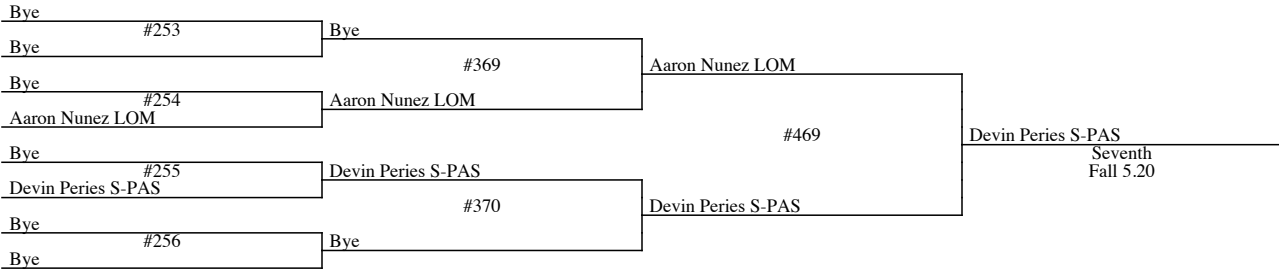 Bye
#253
Bye
Bye
#369
Bye
#254
Aaron Nunez LOM
Aaron Nunez LOM
Aaron Nunez LOM
#469
Bye
#255
Devin Peries S-PAS
Devin Peries S-PAS
#370
Bye
#256
Bye
Bye
Devin Peries S-PAS
Devin Peries S-PAS
Seventh
Fall 5.20